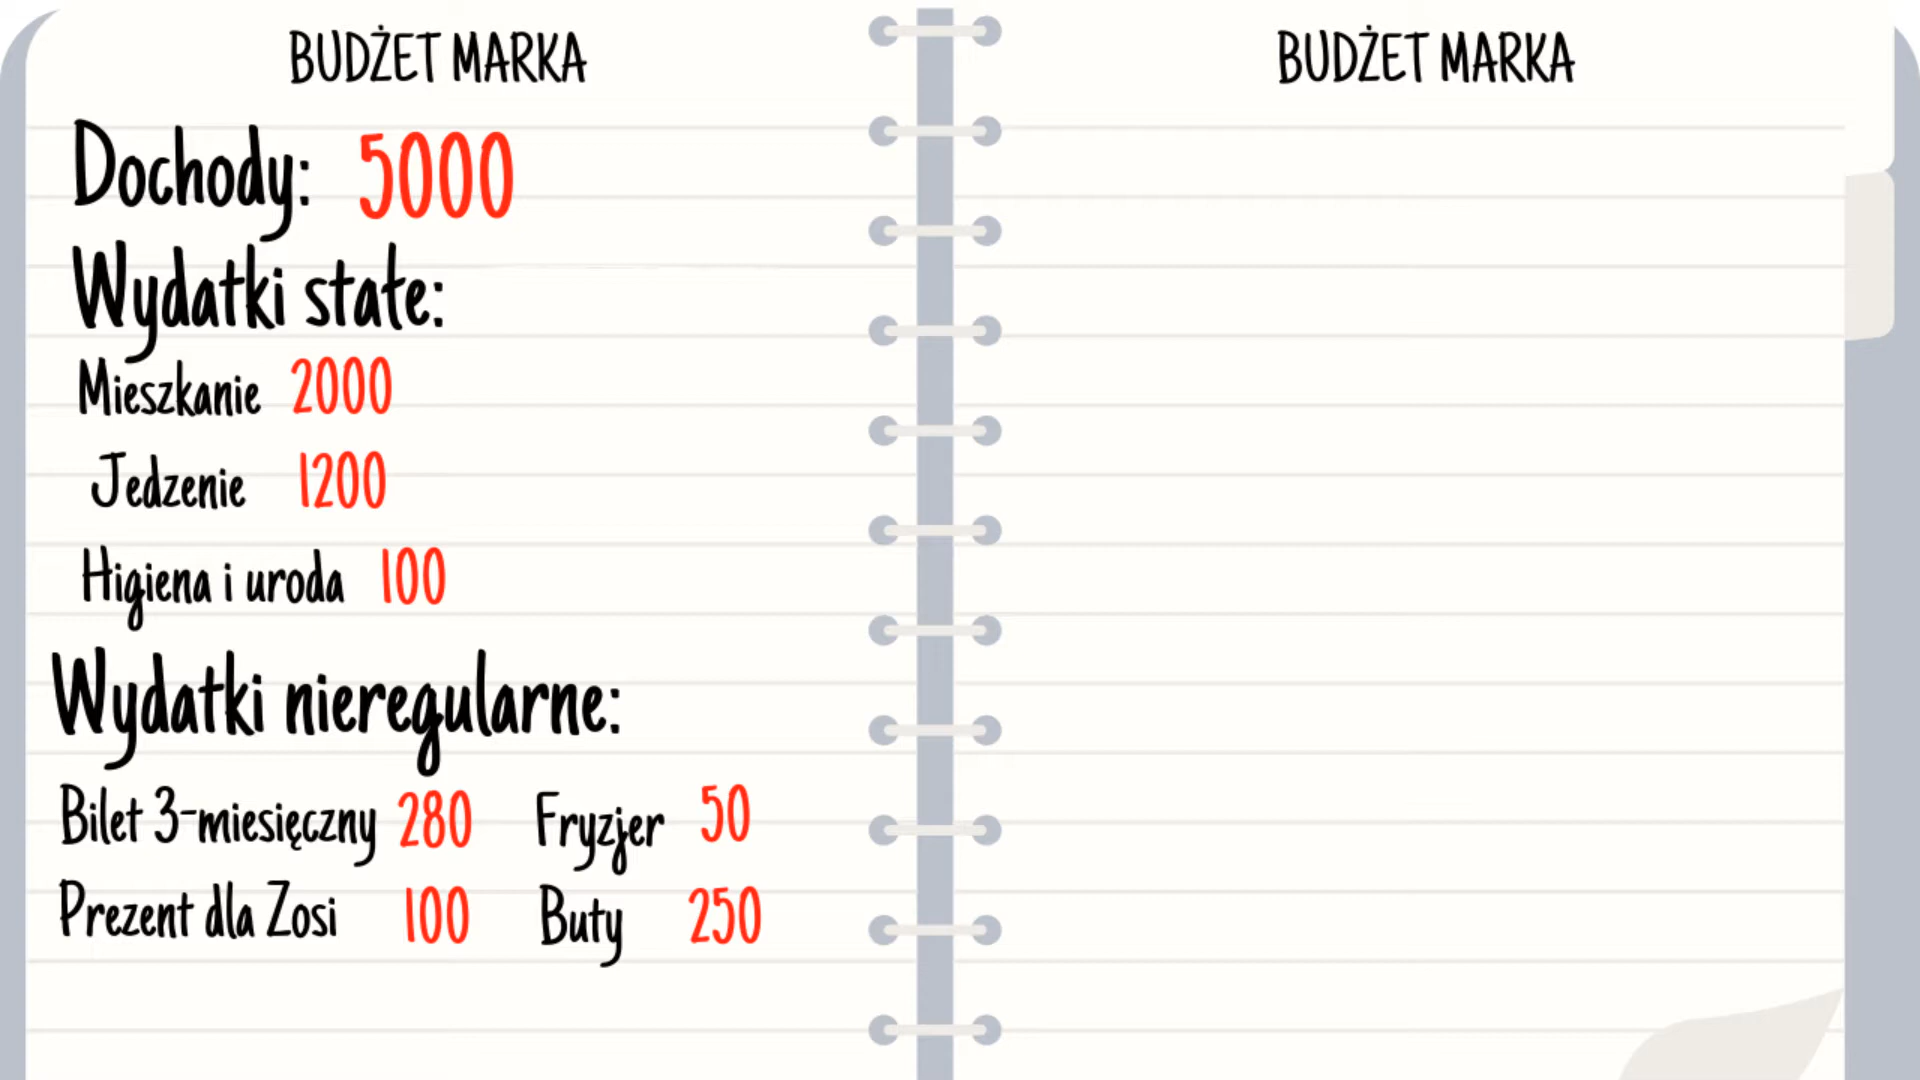 BUDŻET MARKA
Dochody: 5000
Wydatki stałe:
Mieszkanie 2000
Jedzenie 1200
Higiena i uroda 100
Wydatki nieregularne:
Bilet 3-miesięczny 280 Fryzjer 50
Prezent dla Zosi 100 Buty 250
BUDŻET MARKA